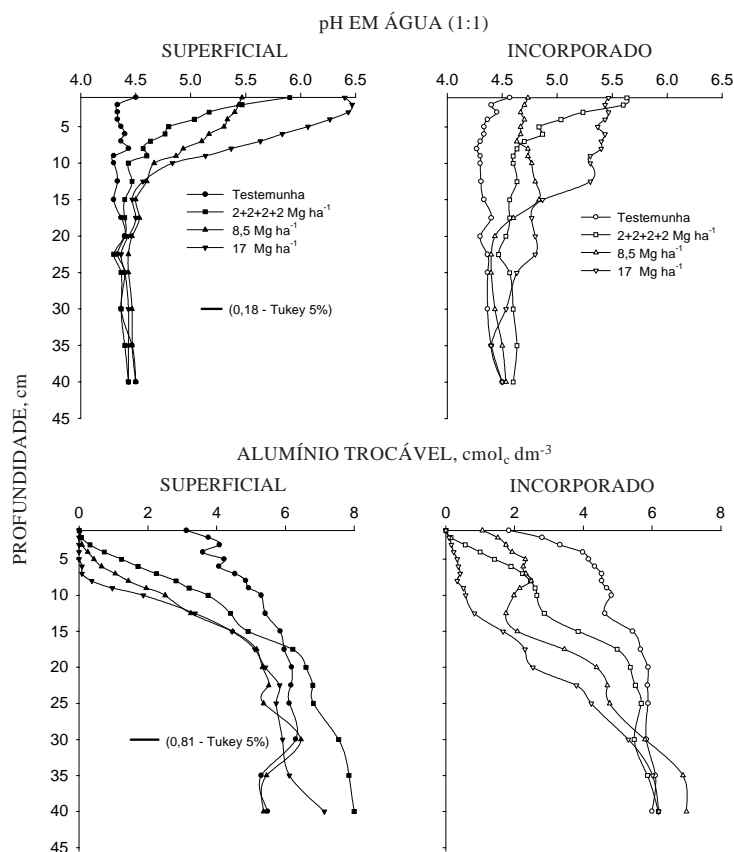 pH EM ÁGUA (1:1)
SUPERFICIAL
INCORPORADO
4.0 4.5 5.0 5.5 6.0 6.5
4.0 4.5 5.0 5.5 6.0 6.5
0
5
10
15
20
25
30
35
40
45
Testemunha
2+2+2+2 Mg ha-1
8,5 Mg ha-1
17 Mg ha-1
(0,18 - Tukey 5%)
Testemunha
2+2+2+2 Mg ha-1
8,5 Mg ha-1
17 Mg ha-1
PROFUNDIDADE, cm
ALUMÍNIO TROCÁVEL, cmolc dm-3
SUPERFICIAL
INCORPORADO
0 2 4 6 8
0 2 4 6 8
0
5
10
15
20
25
30
35
40
45
(0,81 - Tukey 5%)